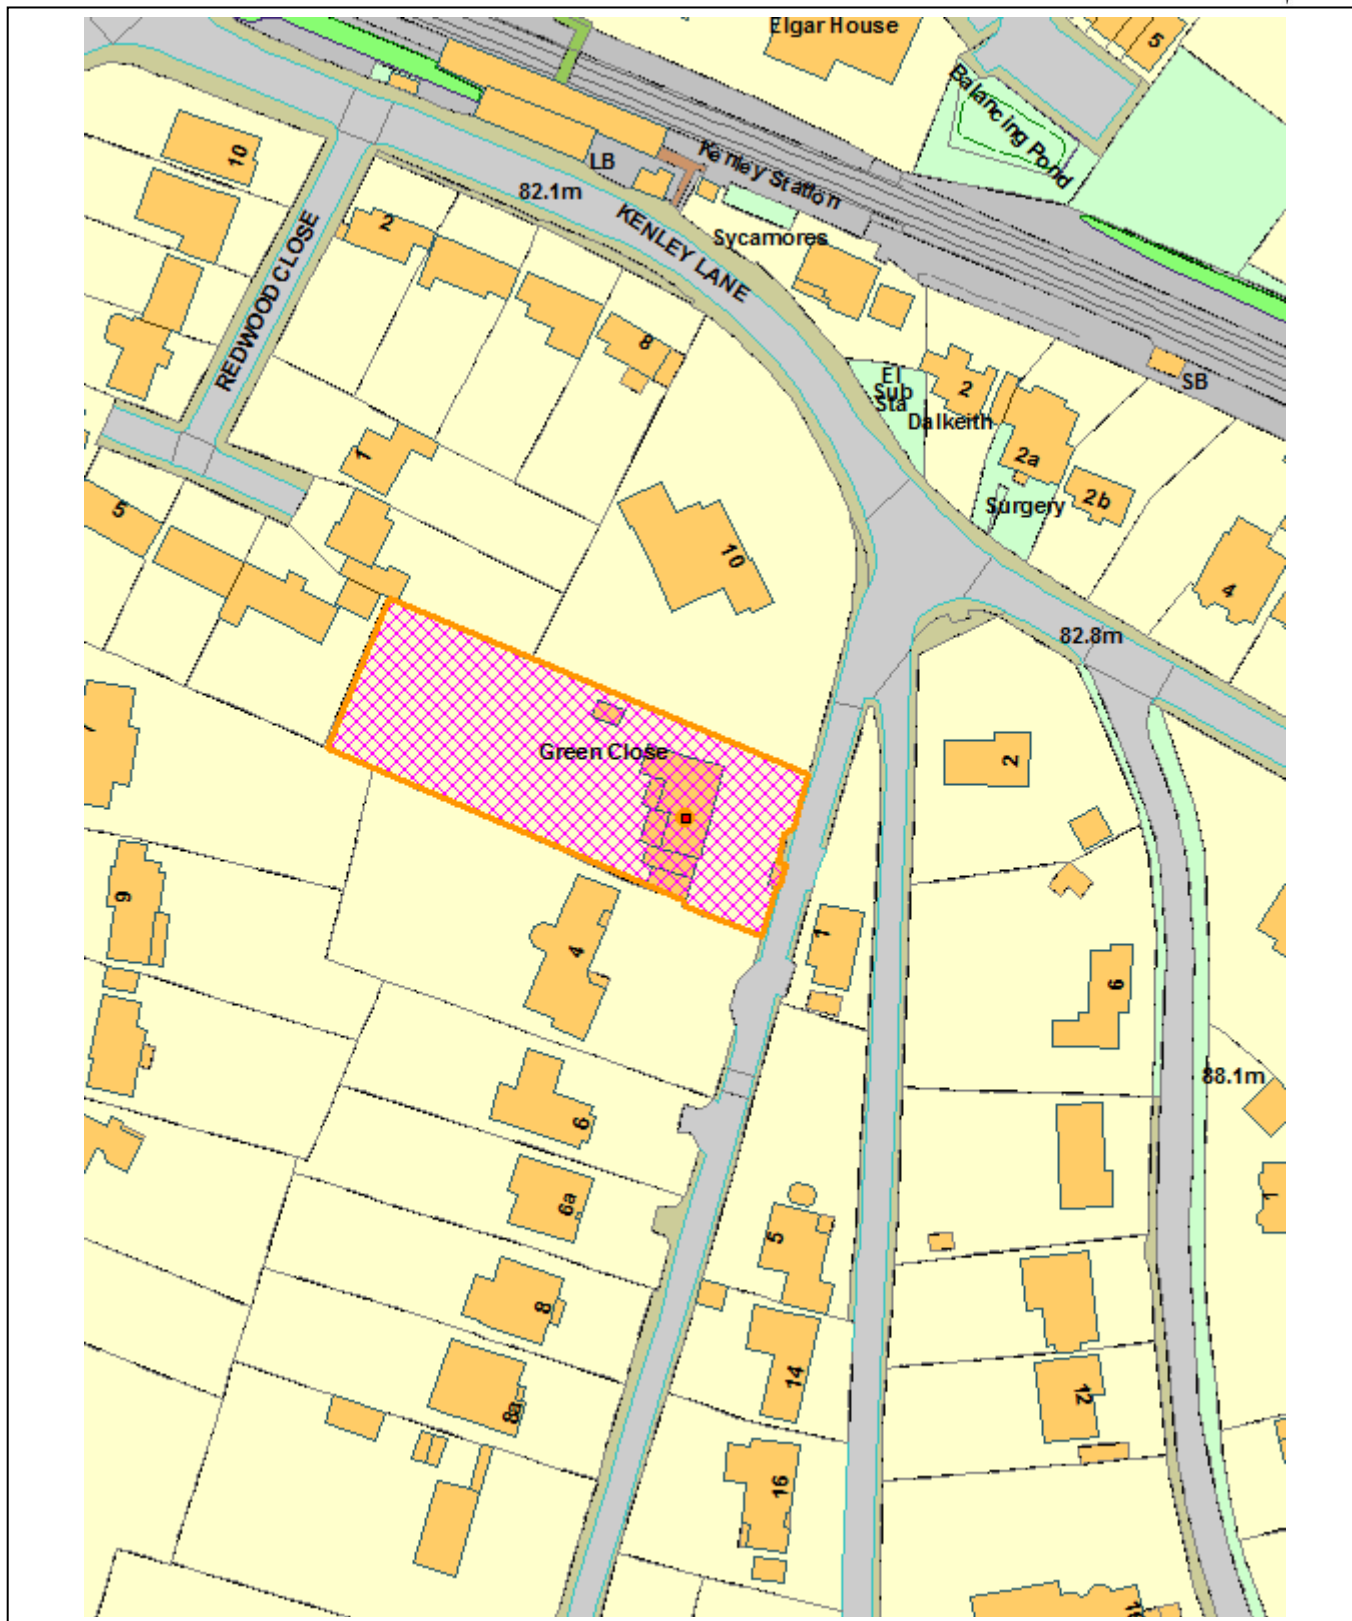 Elgar House
5
Balancing Pond
10
LB
Kenley Station
82.1m
KENLEY LANE
Sycamores
2
REDWOOD CLOSE
8
El
Sub
Sta
2
SB
Dalkeith
1
2a
2b
Surgery
5
10
4
82.8m
Green Close
2
9
4
1
6
88.1m
6
6a
1
5
8
14
12
8a
16